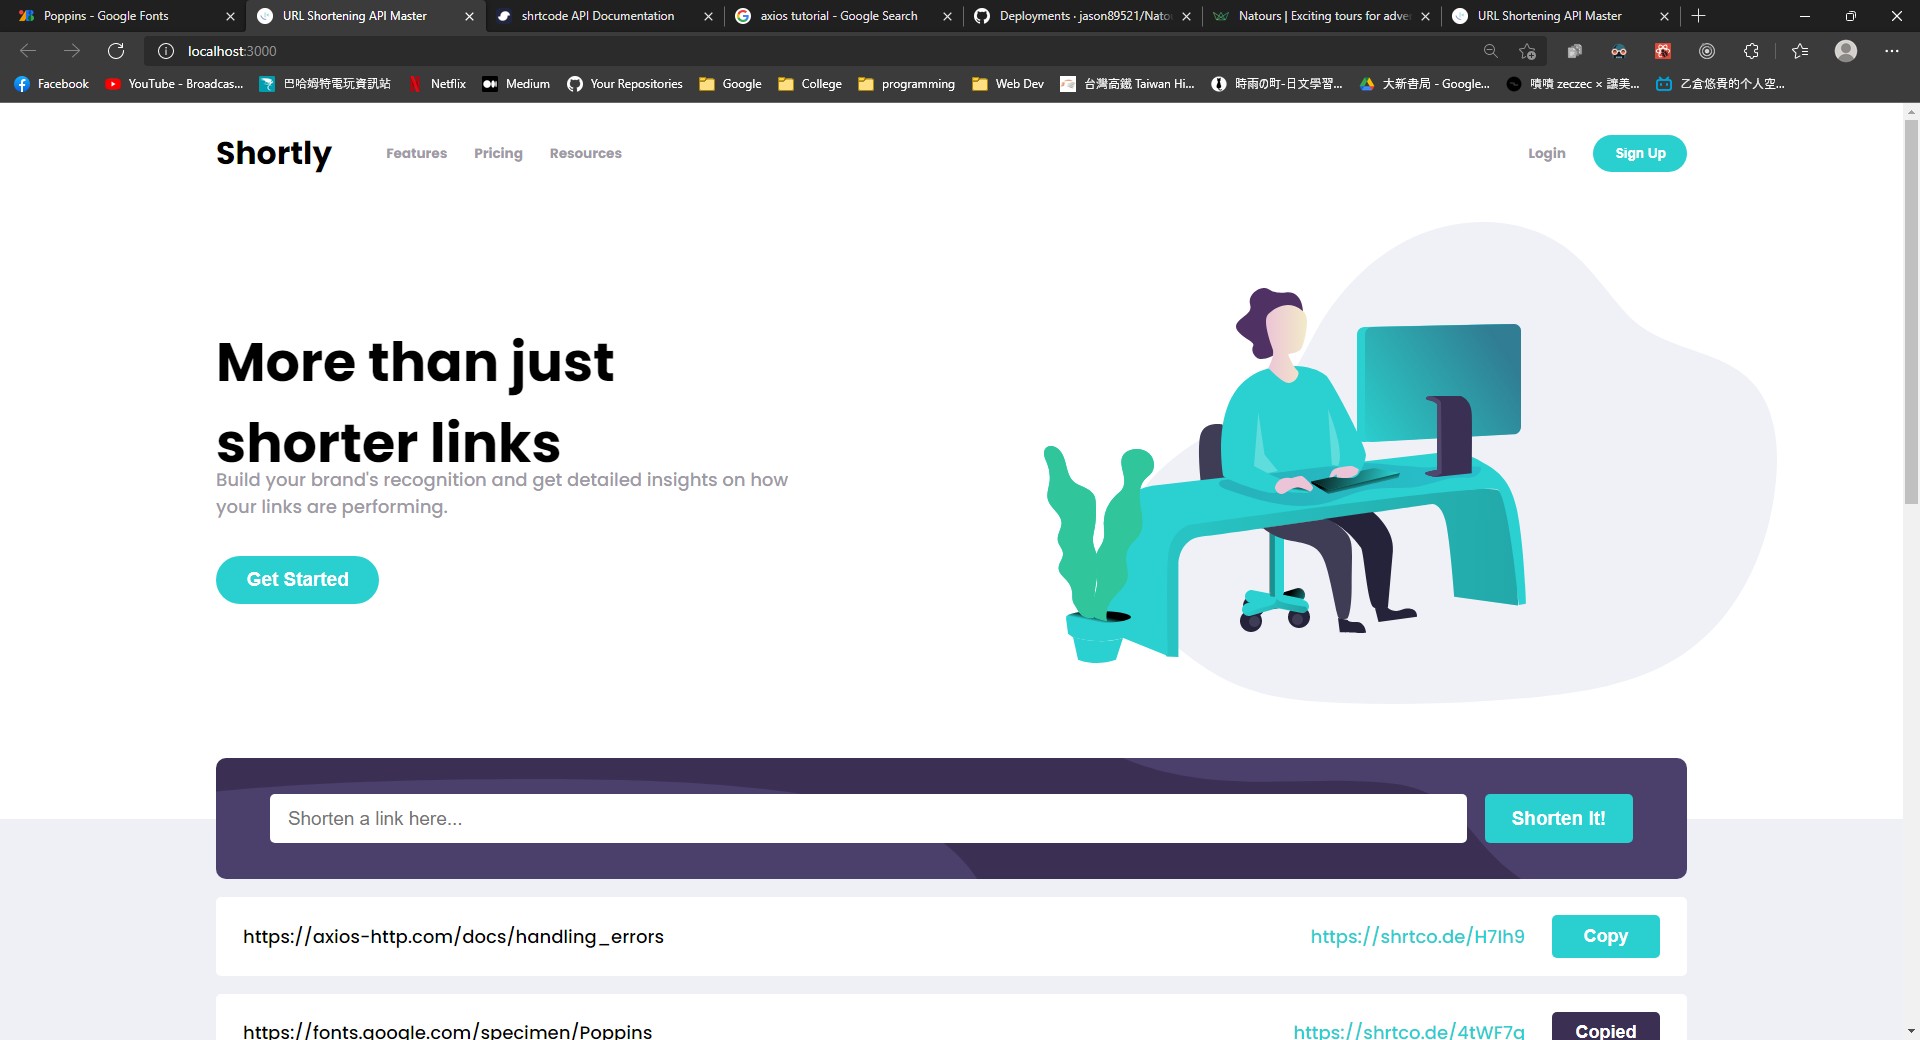 Poppins - Google Fonts
URL Shortening API Master
shrtcode API Documentation
axios tutorial - Google Search
Deployments · jason89521/Nato
Natours | Exciting tours for adve
URL Shortening API Master
localhost:3000
Facebook
YouTube - Broadcas...
巴哈姆特電玩資訊站
Netflix
Medium
Your Repositories
Google
College
programming
Web Dev
台灣高鐵 Taiwan Hi...
時雨の町-日文學習...
大新書局 - Google...
嘖嘖 zeczec × 讓美...
乙倉悠貴的个人空...
Shortly
Features
Pricing
Resources
Login
Sign Up
More than just
shorter links
Build your brand's recognition and get detailed insights on how
your links are performing.
Get Started
Shorten a link here...
Shorten It!
https://axios-http.com/docs/handling_errors
https://shrtco.de/H7Ih9
Copy
https://fonts.google.com/specimen/Poppins
https://shrtco.de/4tWF7q
Copied